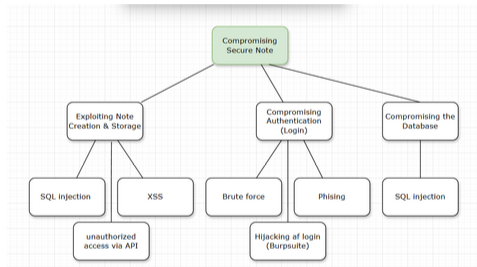 Compromising
Secure Note
Exploiting Note
Creation & Storage
Compromising
Authentication
(Login)
Compromising the
Database
SQL injection
XSS
Brute force
Phising
SQL injection
unauthorized
access via API
Hijacking af login
(Burpsuite)